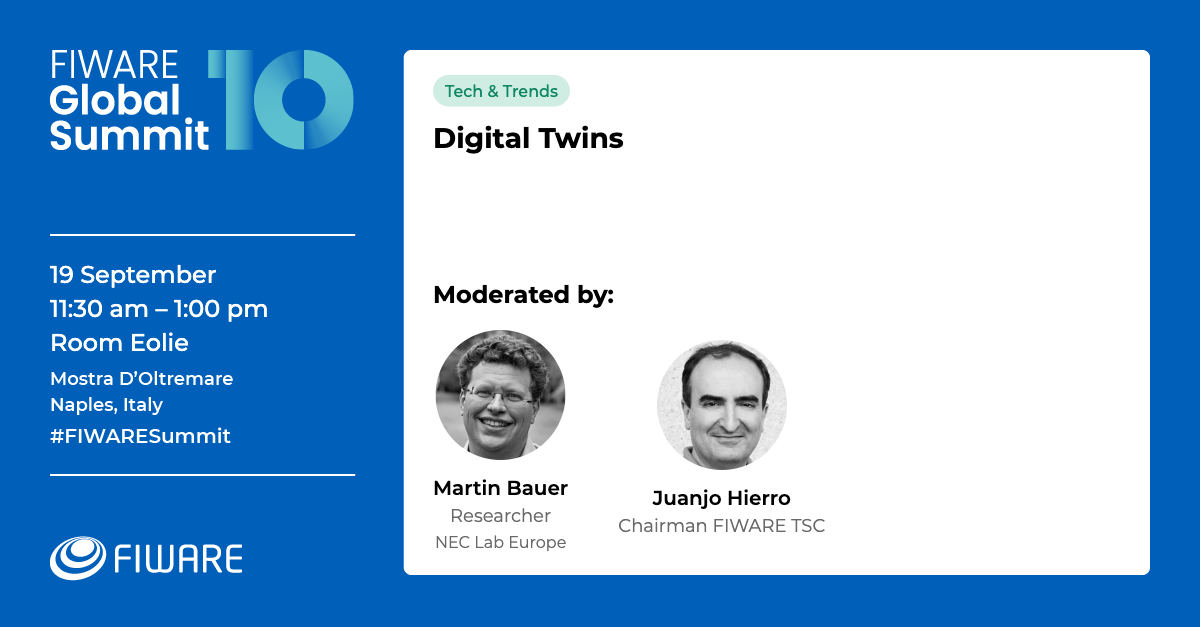 FIWARE
Global
Summit
10
19 September
11:30 am – 1:00 pm
Room Eolie
Mostra D’Oltremare
Naples, Italy
#FIWARESummit
FIWARE
Tech & Trends
Digital Twins
Moderated by:
Martin Bauer
Researcher
NEC Lab Europe
Juanjo Hierro
Chairman FIWARE TSC